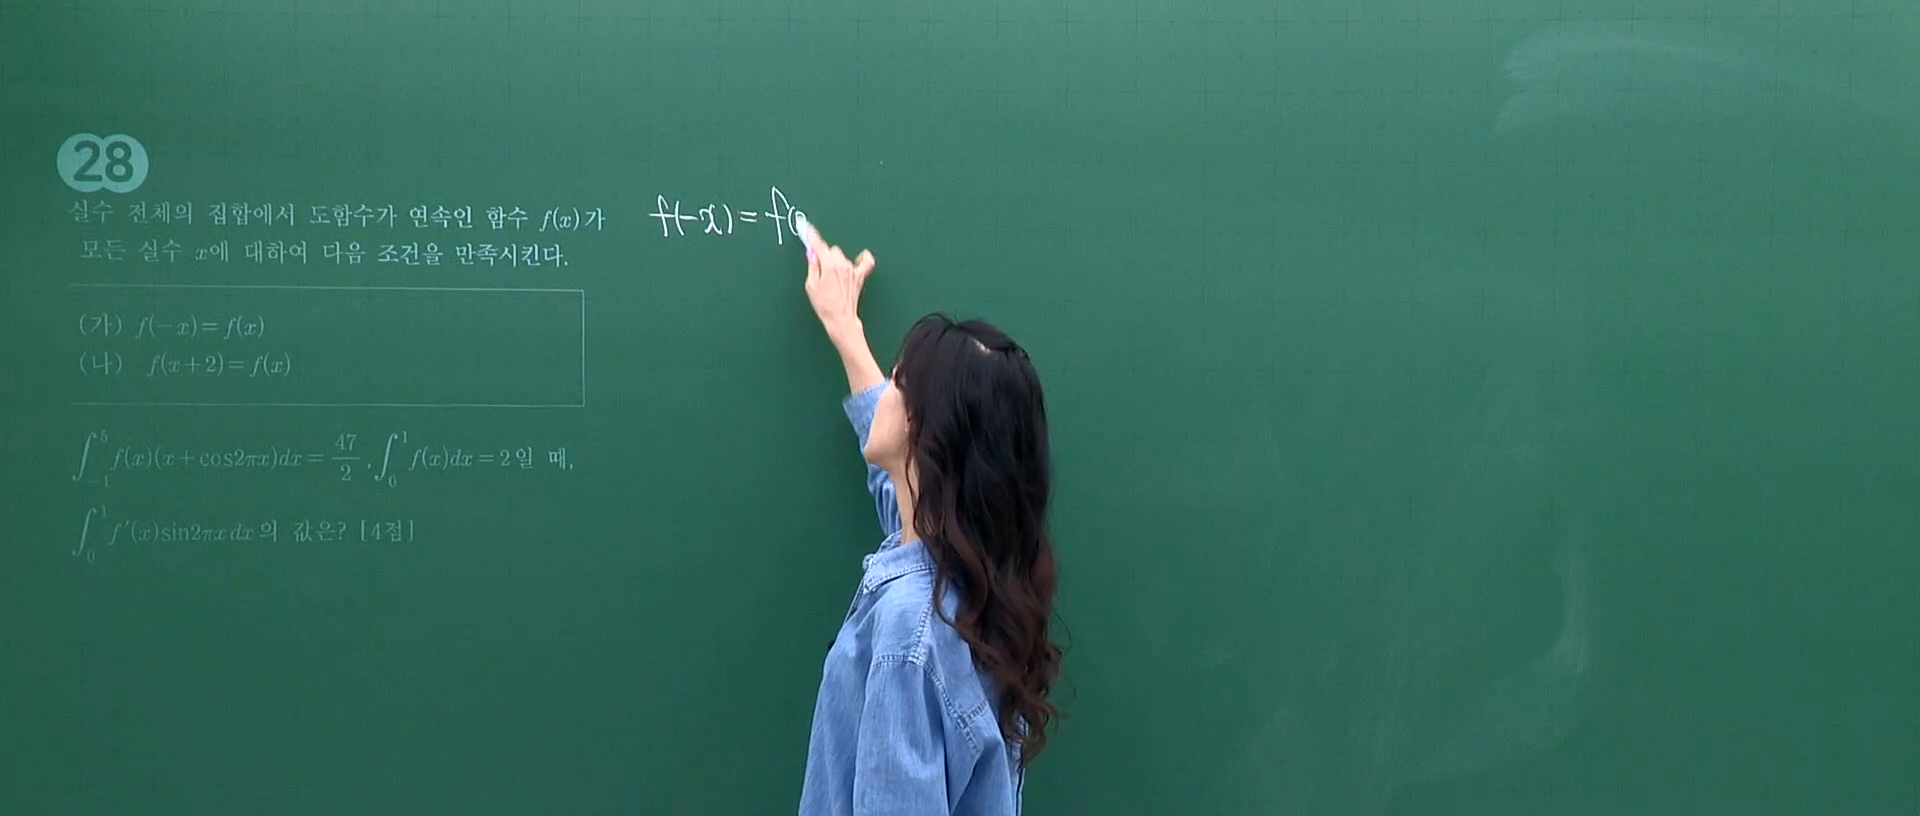 28
실수 전체의 집합에서 도함수가 연속인 함수 f(x)가
모든 실수 x에 대하여 다음 조건을 만족시킨다.
(가) f(-x)=f(x)
(나) f(x+2)=f(x)
∫_{-1}^{5} f(x)(x+cos2πx)dx = 47/2, ∫_{0}^{1} f(x)dx = 2일 때,
∫_{0}^{1} f'(x)sin2πx dx의 값은? [4점]
f(-x)=f(